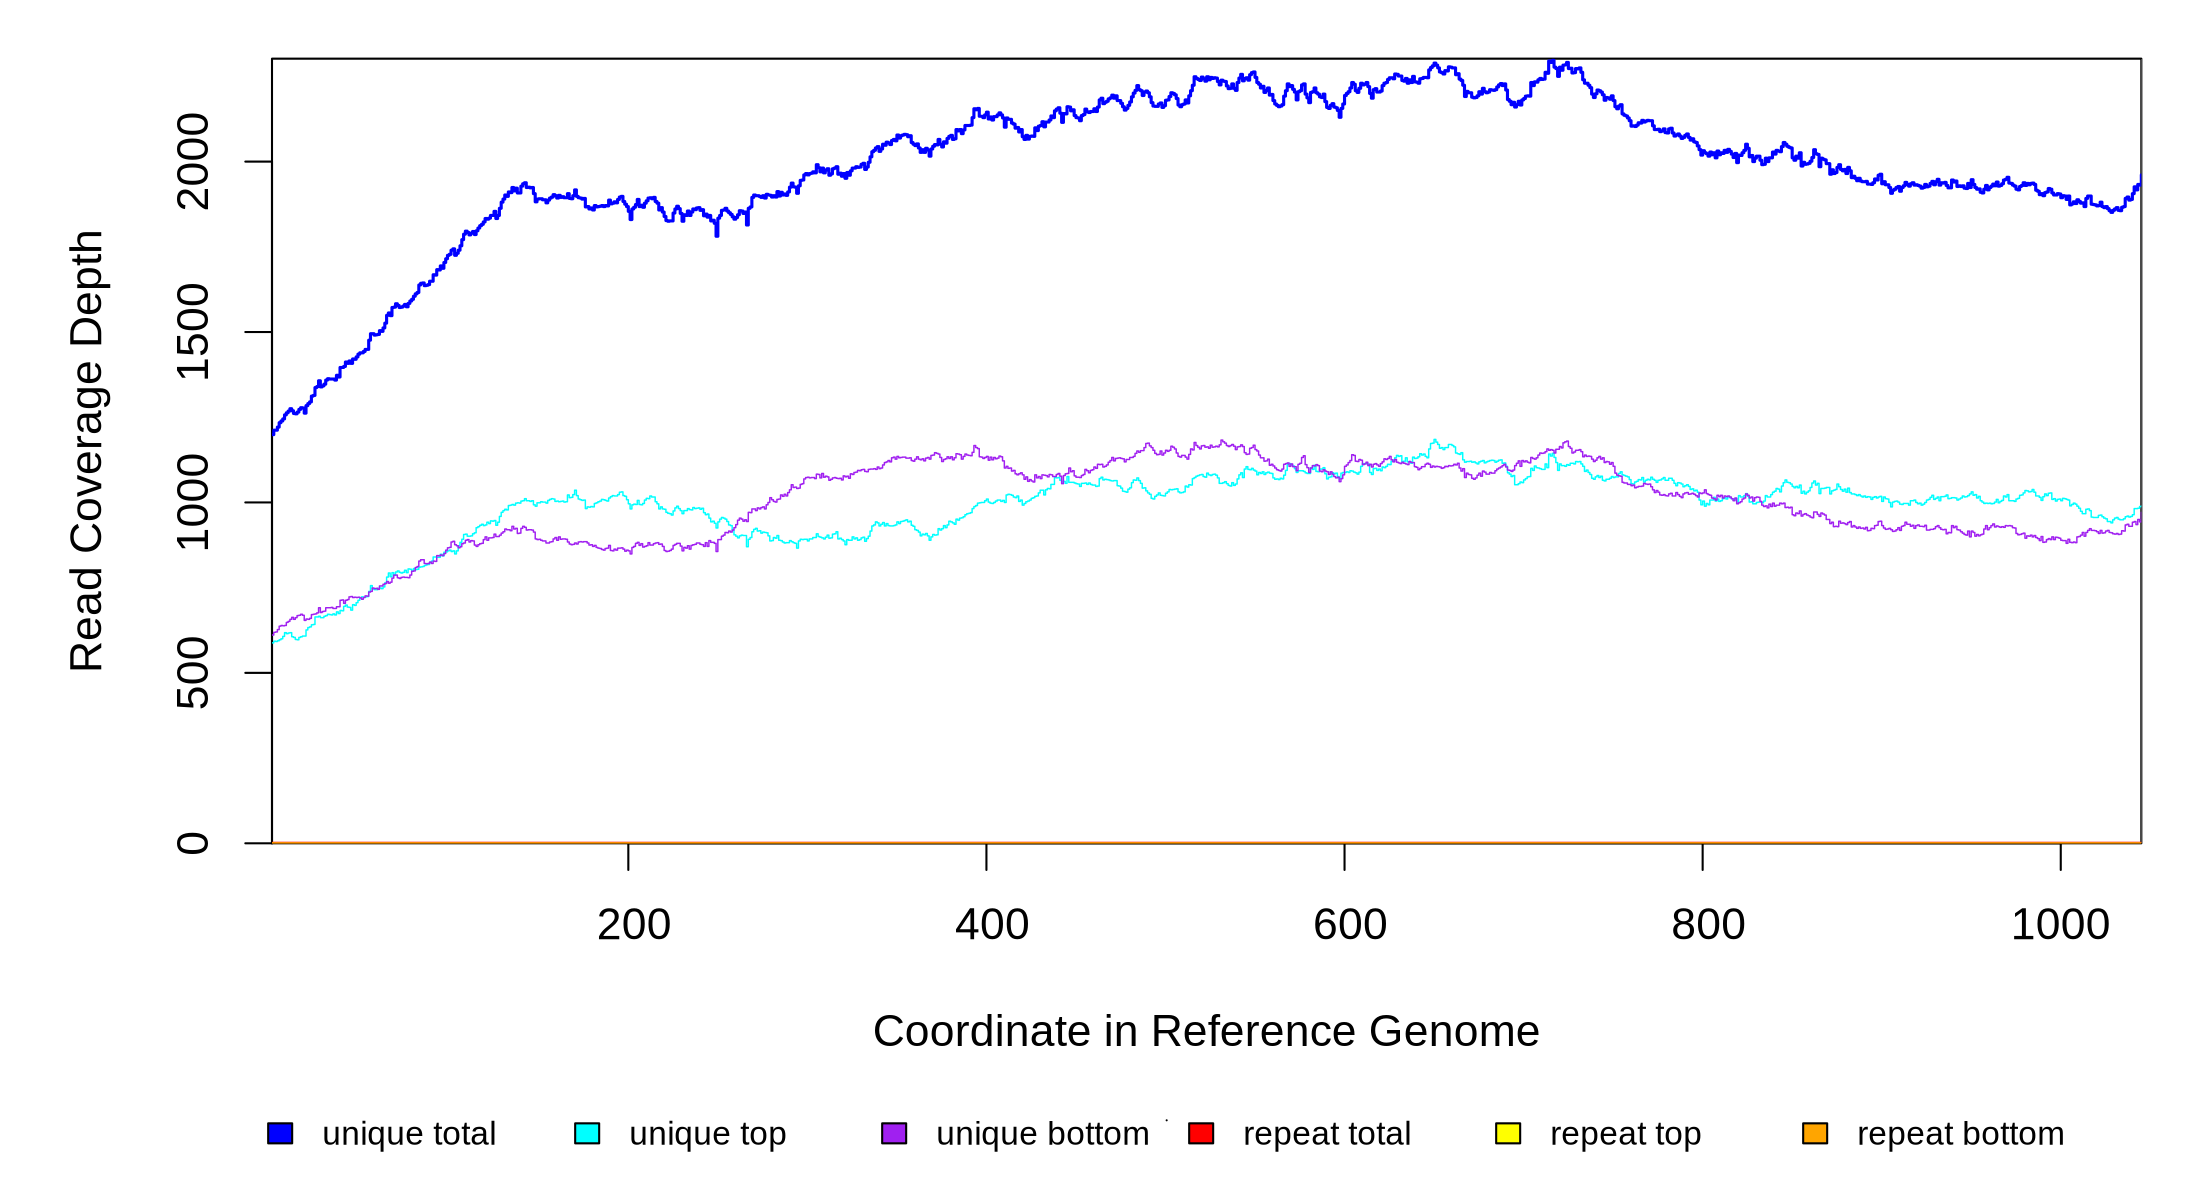 Read Coverage Depth
2000
1500
1000
500
0
200 400 600 800 1000
Coordinate in Reference Genome
unique total unique top unique bottom repeat total repeat top repeat bottom